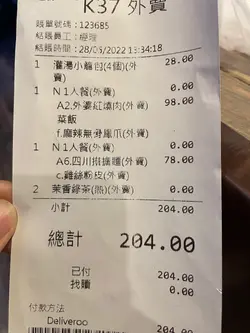 K37 外賣
賬單號碼:123685
結賬員工:經理
結賬時間:28/05/2022 13:34:18
1 灌湯小籠包(4個)(外賣) 28.00
1 N 1人餐(外賣) 0.00
A2.外婆紅燒肉(外賣) 98.00
菜飯
f.麻辣無骨鳳爪(外賣)
1 N 1人餐(外賣) 0.00
A6.四川担担麵(外賣) 78.00
c.雞絲粉皮(外賣)
2 茉香綠茶(熱)(外賣) 0.00
小計 204.00
總計 204.00
已付 204.00
找贖 0.00
付款方法
Deliveroo